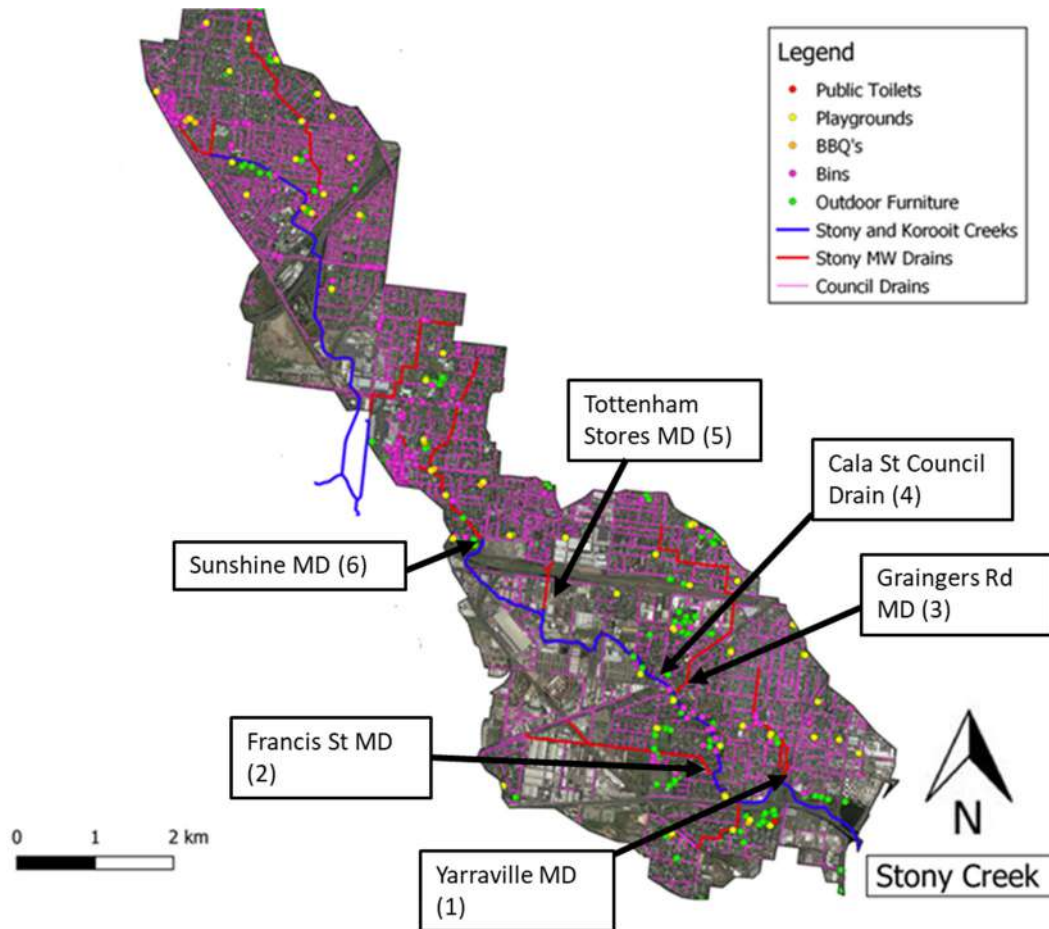 Legend
Public Toilets
Playgrounds
BBQ's
Bins
Outdoor Furniture
Stony and Korooit Creeks
Stony MW Drains
Council Drains
Tottenham
Stores MD (5)
Cala St Council
Drain (4)
Sunshine MD (6)
Graingers Rd
MD (3)
Francis St MD
(2)
N
0 1 2 km
Yarraville MD
(1)
Stony Creek